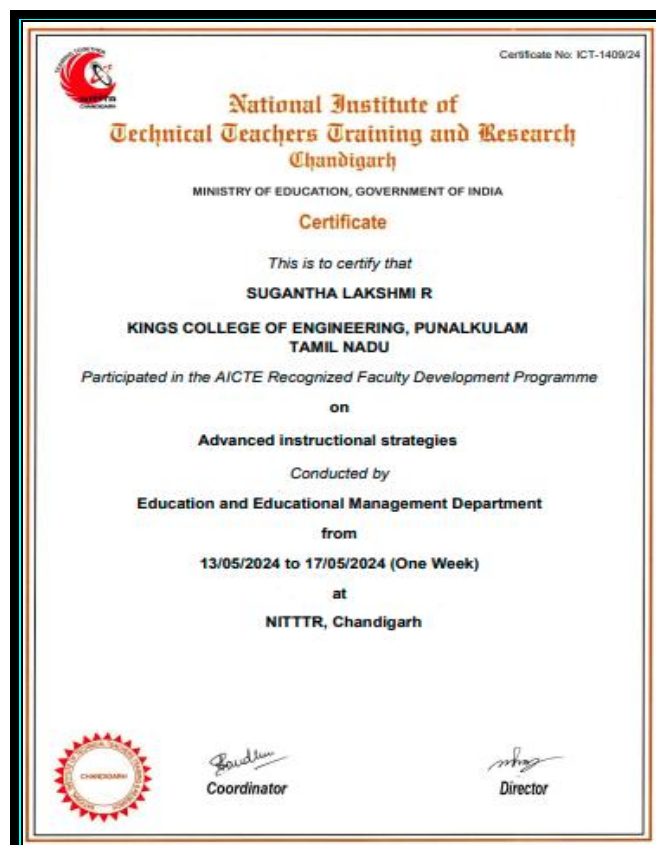 Certificate No: ICT-1409/24
NITTTR
CHANDIGARH
National Institute of
Technical Teachers Training and Research
Chandigarh
MINISTRY OF EDUCATION, GOVERNMENT OF INDIA
Certificate
This is to certify that
SUGANTHA LAKSHMI R
KINGS COLLEGE OF ENGINEERING, PUNALKULAM
TAMIL NADU
Participated in the AICTE Recognized Faculty Development Programme
on
Advanced instructional strategies
Conducted by
Education and Educational Management Department
from
13/05/2024 to 17/05/2024 (One Week)
at
NITTTR, Chandigarh
CHANDIGARH
Coordinator
Director